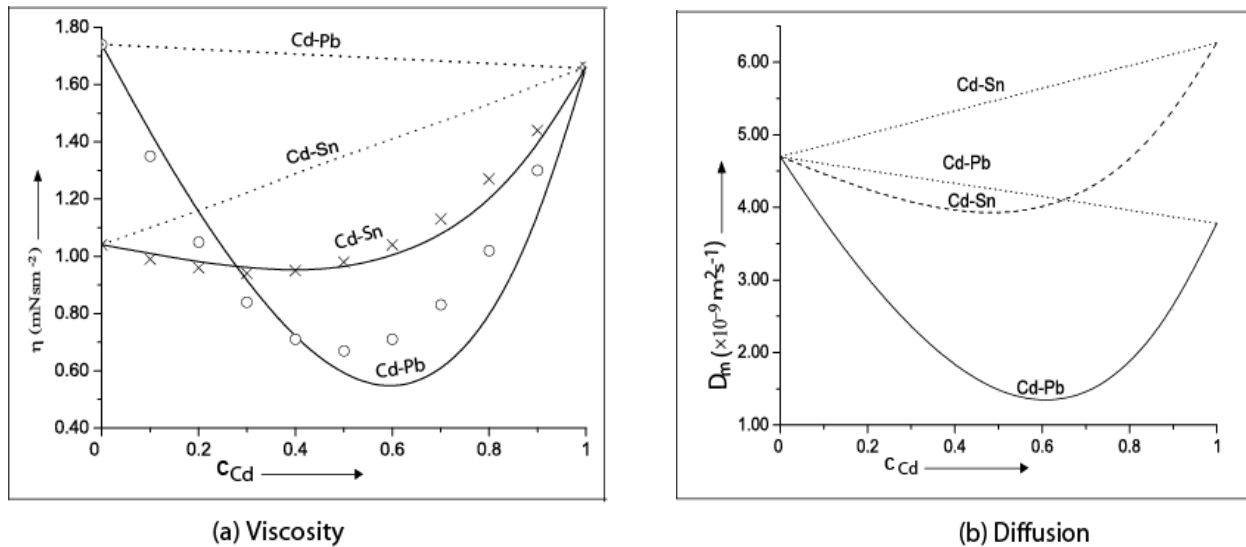 1.80
1.60
1.40
1.20
1.00
0.80
0.60
0.40
η (mNsm⁻²)
Cd-Pb
Cd-Sn
Cd-Sn
Cd-Pb
0 0.2 0.4 0.6 0.8 1
C_Cd
(a) Viscosity
6.00
5.00
4.00
3.00
2.00
1.00
D_m (×10⁻⁹ m²s⁻¹)
Cd-Sn
Cd-Pb
Cd-Sn
Cd-Pb
0 0.2 0.4 0.6 0.8 1
C_Cd
(b) Diffusion